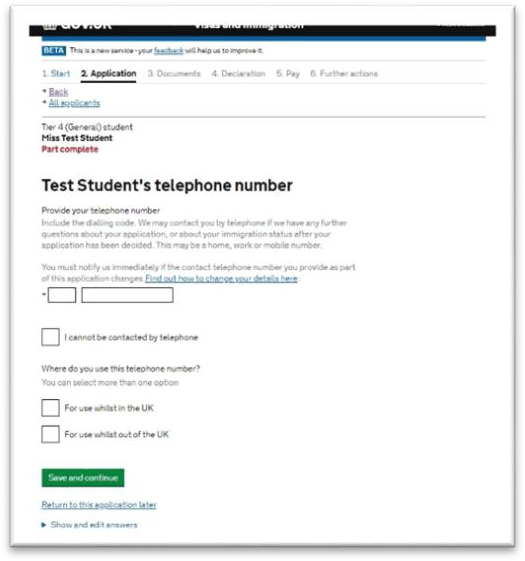 GOV.UK Visas and Immigration
BETA This is a new service - your feedback will help us to improve it.
1. Start 2. Application 3. Documents 4. Declaration 5. Pay 6. Further actions
Back
All applicants
Tier 4 (General) student
Miss Test Student
Part complete
Test Student's telephone number
Provide your telephone number
Include the dialling code. We may contact you by telephone if we have any further
questions about your application, or about your immigration status after your
application has been decided. This may be a home, work or mobile number.
You must notify us immediately if the contact telephone number you provide as part
of this application changes Find out how to change your details here.
+
I cannot be contacted by telephone
Where do you use this telephone number?
You can select more than one option
For use whilst in the UK
For use whilst out of the UK
Save and continue
Return to this application later
Show and edit answers